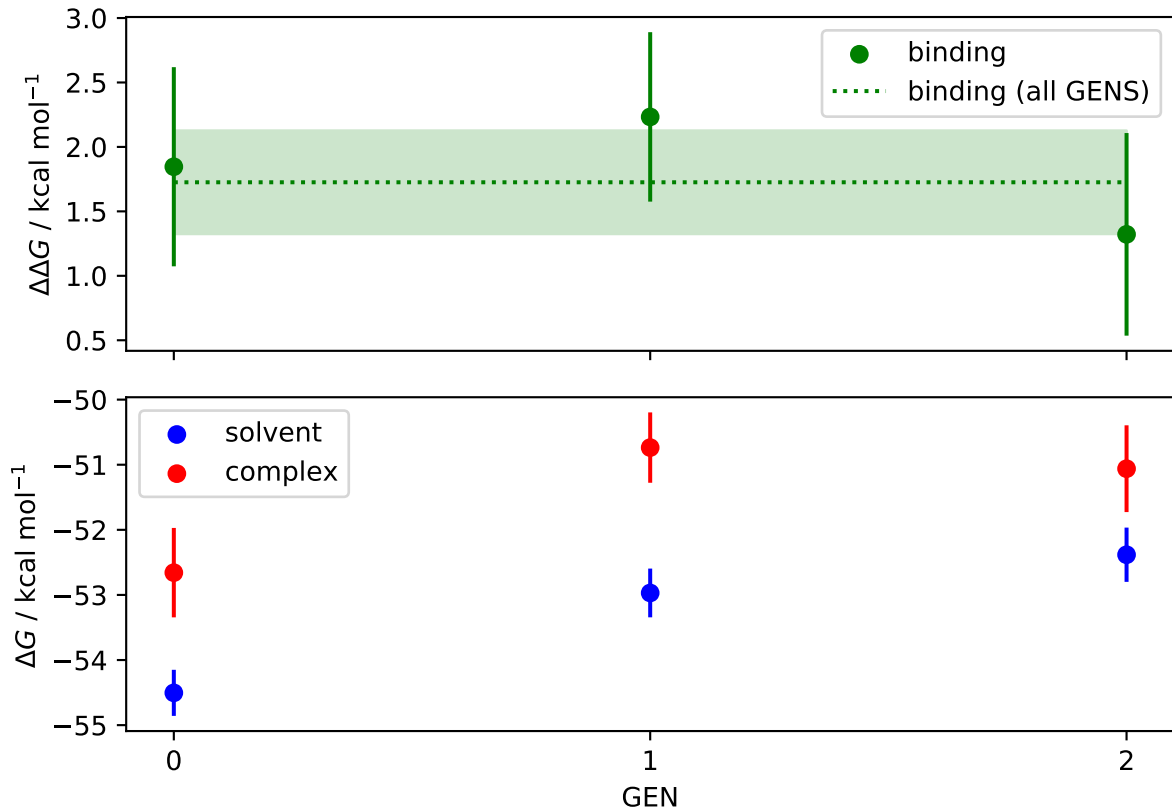 3.0
2.5
2.0
1.5
1.0
0.5
ΔΔG / kcal mol⁻¹
binding
binding (all GENS)
−50
−51
−52
−53
−54
−55
ΔG / kcal mol⁻¹
solvent
complex
0
1
2
GEN